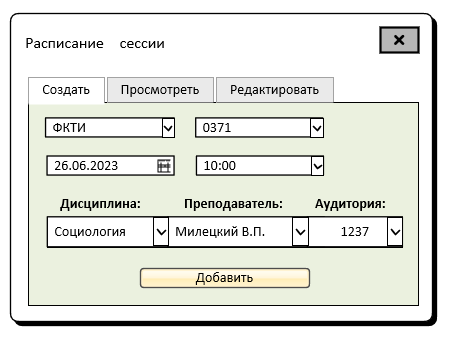 Расписание сессии
Создать Просмотреть Редактировать
ФКТИ 0371
26.06.2023 10:00
Дисциплина: Преподаватель: Аудитория:
Социология Милецкий В.П. 1237
Добавить